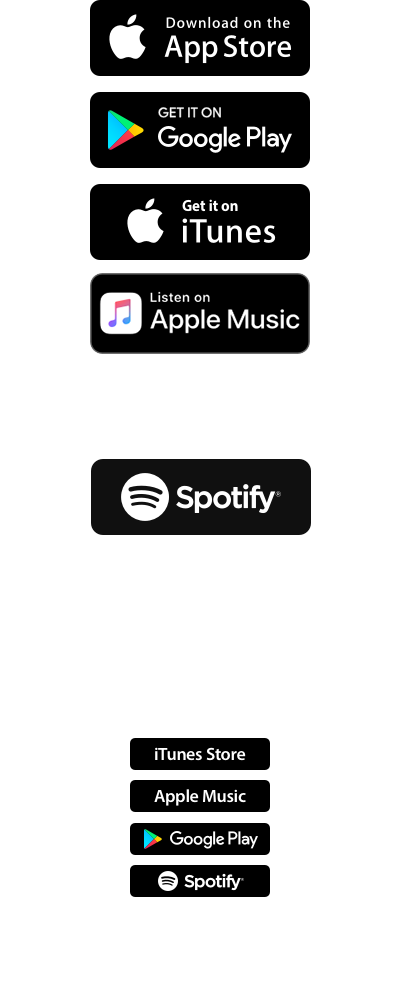 Download on the
App Store
GET IT ON
Google Play
Get it on
iTunes
Listen on
Apple Music
Spotify®
iTunes Store
Apple Music
Google Play
Spotify®